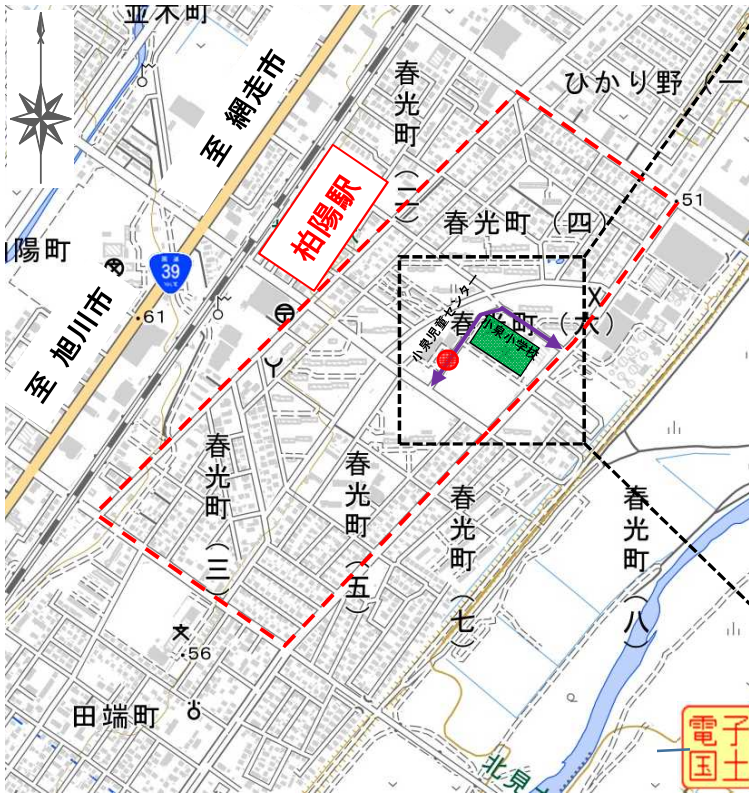 並木町
至 網走市
春光町(二)
ひかり野(一
柏陽駅
51
春光町(四)
陽町
国道
39
小泉児童センター
春光町(六)
小泉小学校
61
至 旭川市
春光町(三)
春光町(五)
春光町(七)
春光町(八)
56
田端町
北見
電子
国土